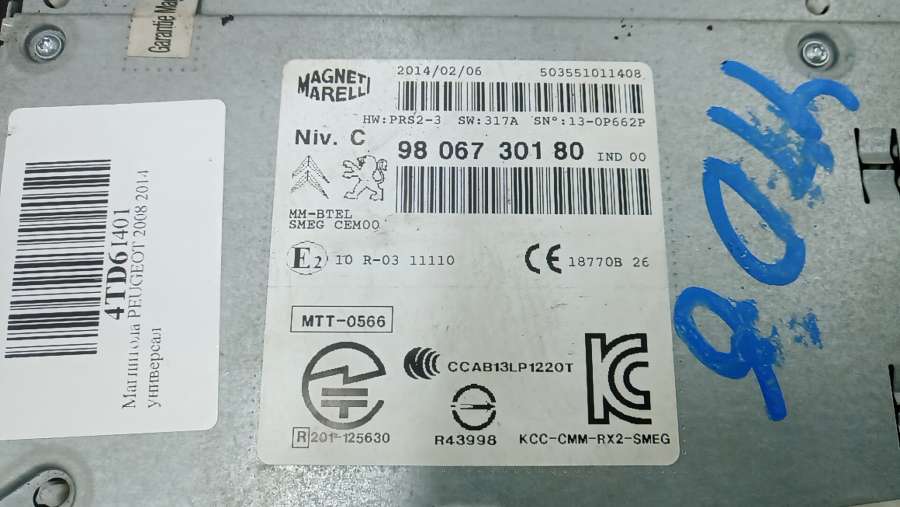 Garantie Ma
4TD61401
Магнитола PEUGEOT 2008 2014
универсал
MAGNETI
MARELLI
2014/02/06 503551011408
HW:PRS2-3 SW:317A SN°:13-0P662P
Niv. C
98 067 301 80 IND 00
MM-BTEL
SMEG CEM00
E2 IO R-03 11110
CE 18770B 26
MTT-0566
CCAB13LP1220T
R 201-125630
R43998
KCC-CMM-RX2-SMEG